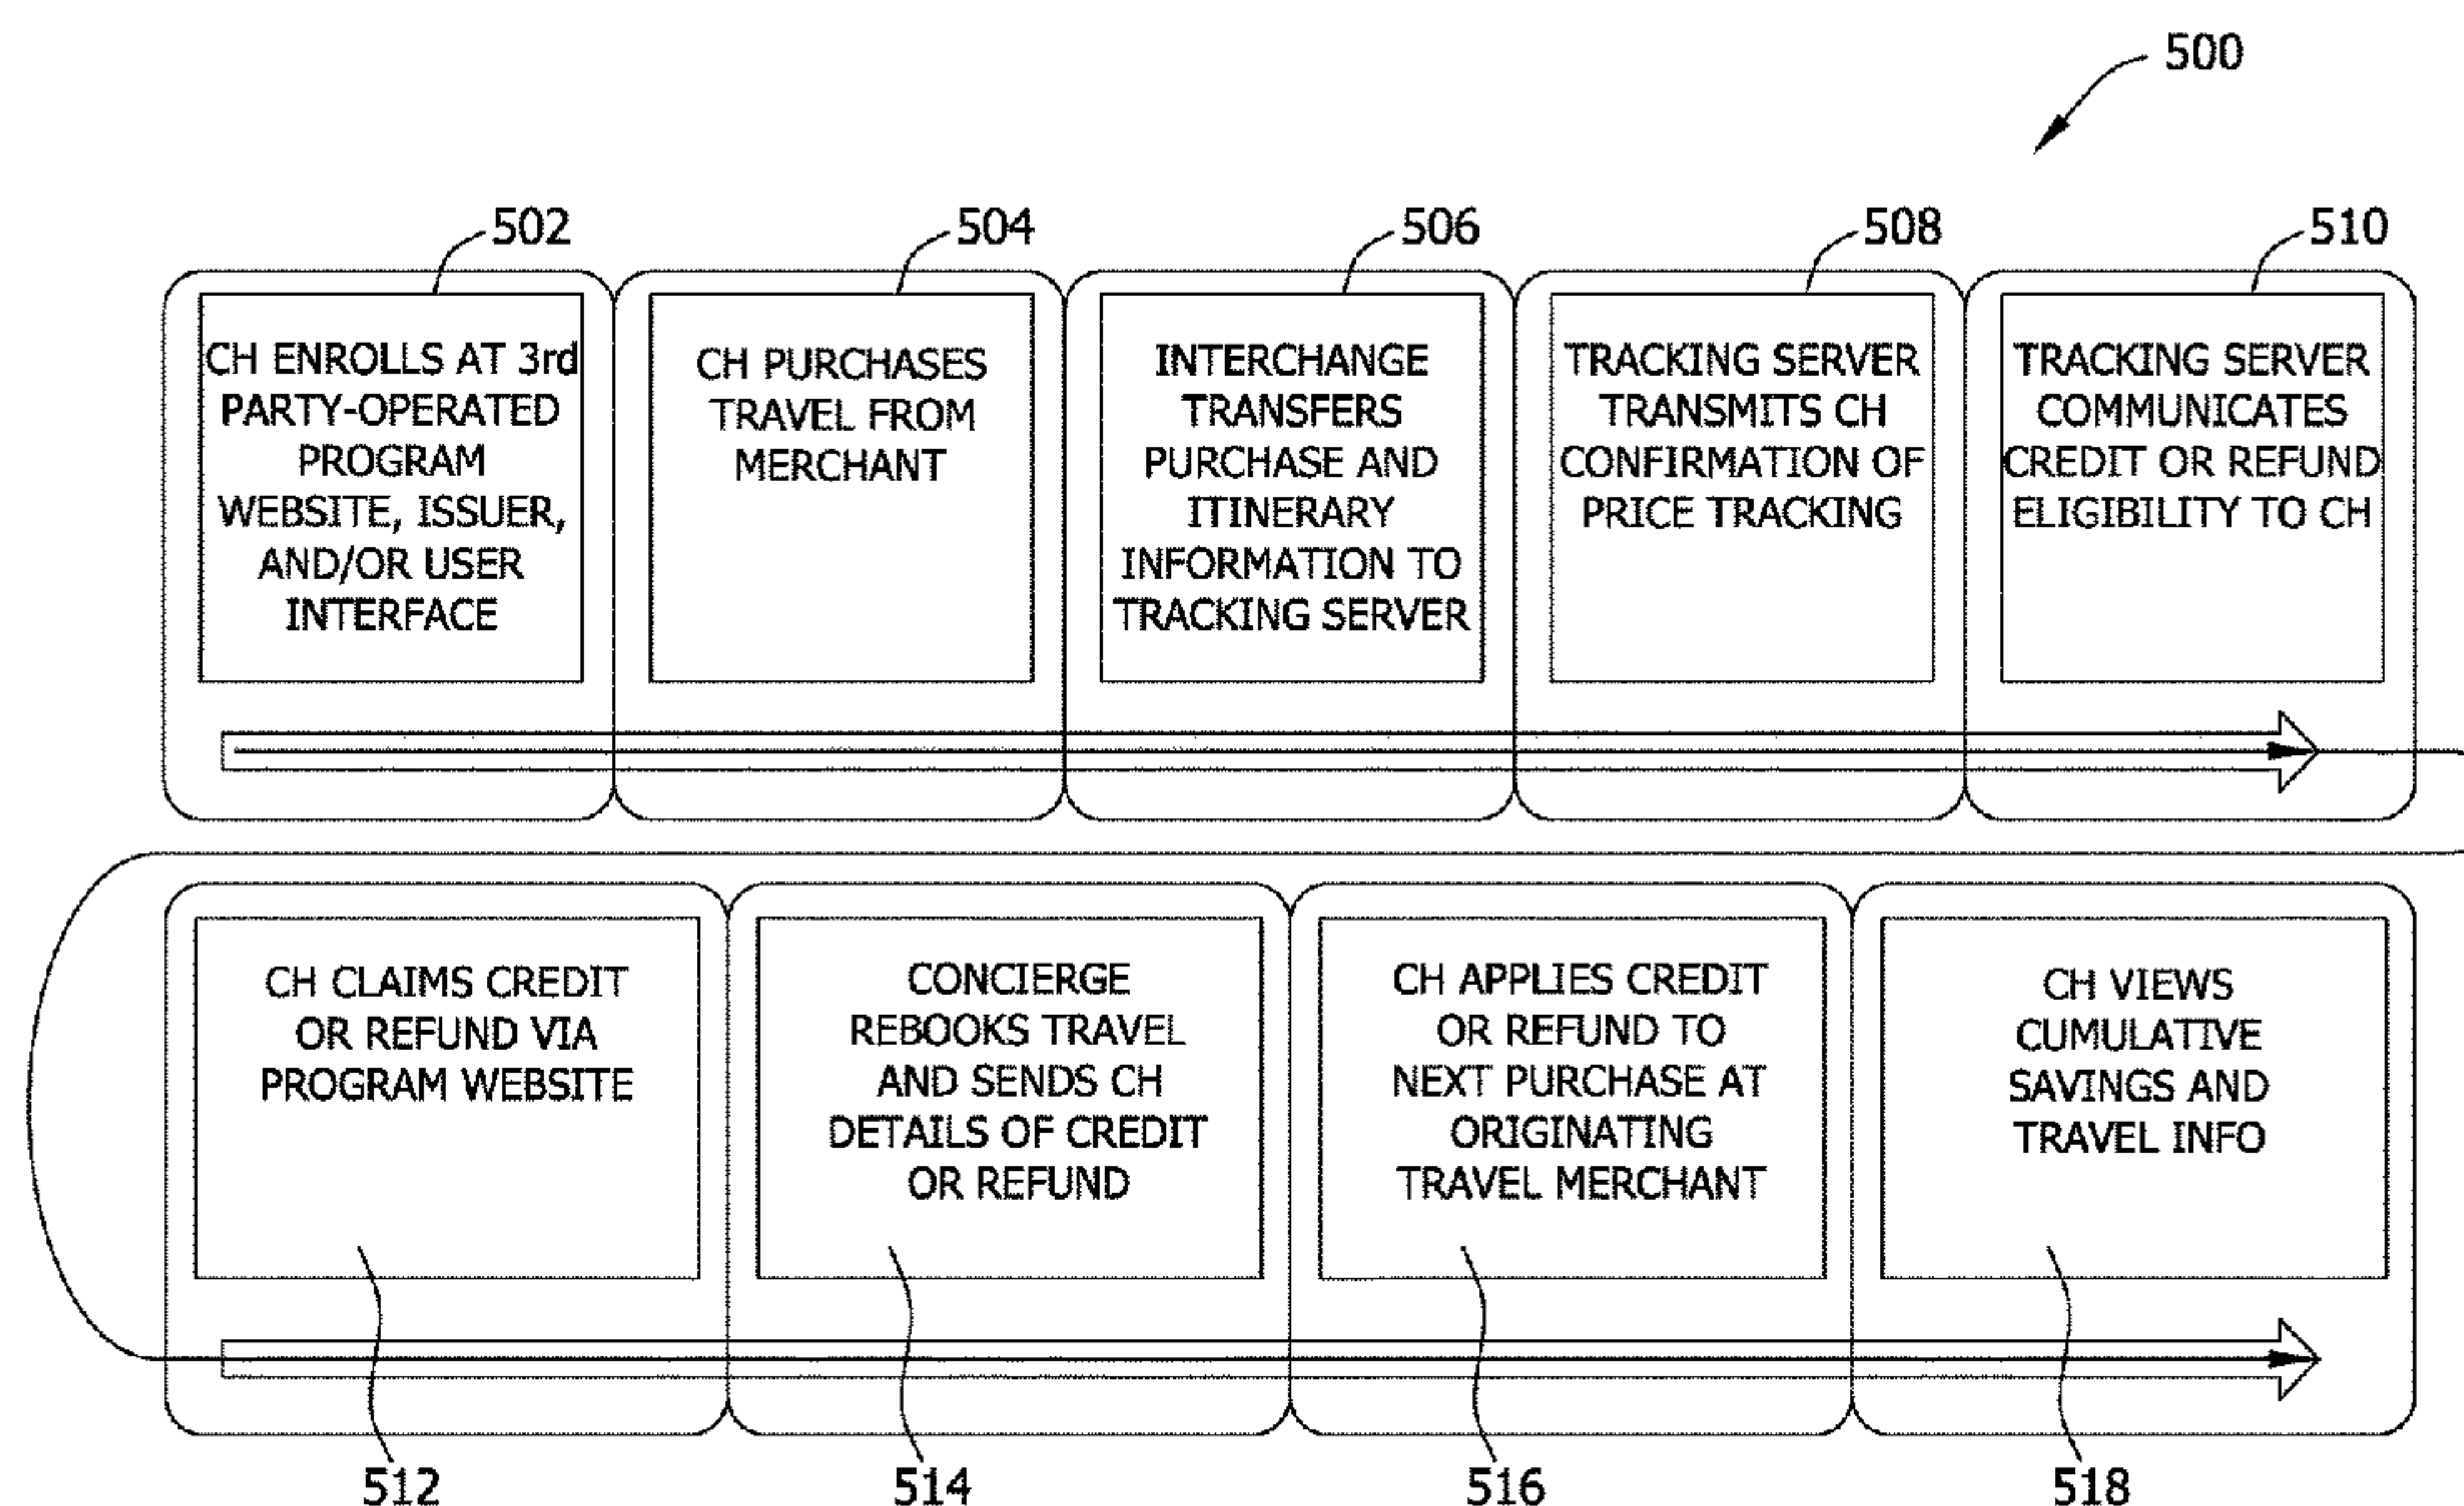 500
502
CH ENROLLS AT 3rd
PARTY-OPERATED
PROGRAM
WEBSITE, ISSUER,
AND/OR USER
INTERFACE
504
CH PURCHASES
TRAVEL FROM
MERCHANT
506
INTERCHANGE
TRANSFERS
PURCHASE AND
ITINERARY
INFORMATION TO
TRACKING SERVER
508
TRACKING SERVER
TRANSMITS CH
CONFIRMATION OF
PRICE TRACKING
510
TRACKING SERVER
COMMUNICATES
CREDIT OR REFUND
ELIGIBILITY TO CH
CH CLAIMS CREDIT
OR REFUND VIA
PROGRAM WEBSITE
512
CONCIERGE
REBOOKS TRAVEL
AND SENDS CH
DETAILS OF CREDIT
OR REFUND
514
CH APPLIES CREDIT
OR REFUND TO
NEXT PURCHASE AT
ORIGINATING
TRAVEL MERCHANT
516
CH VIEWS
CUMULATIVE
SAVINGS AND
TRAVEL INFO
518